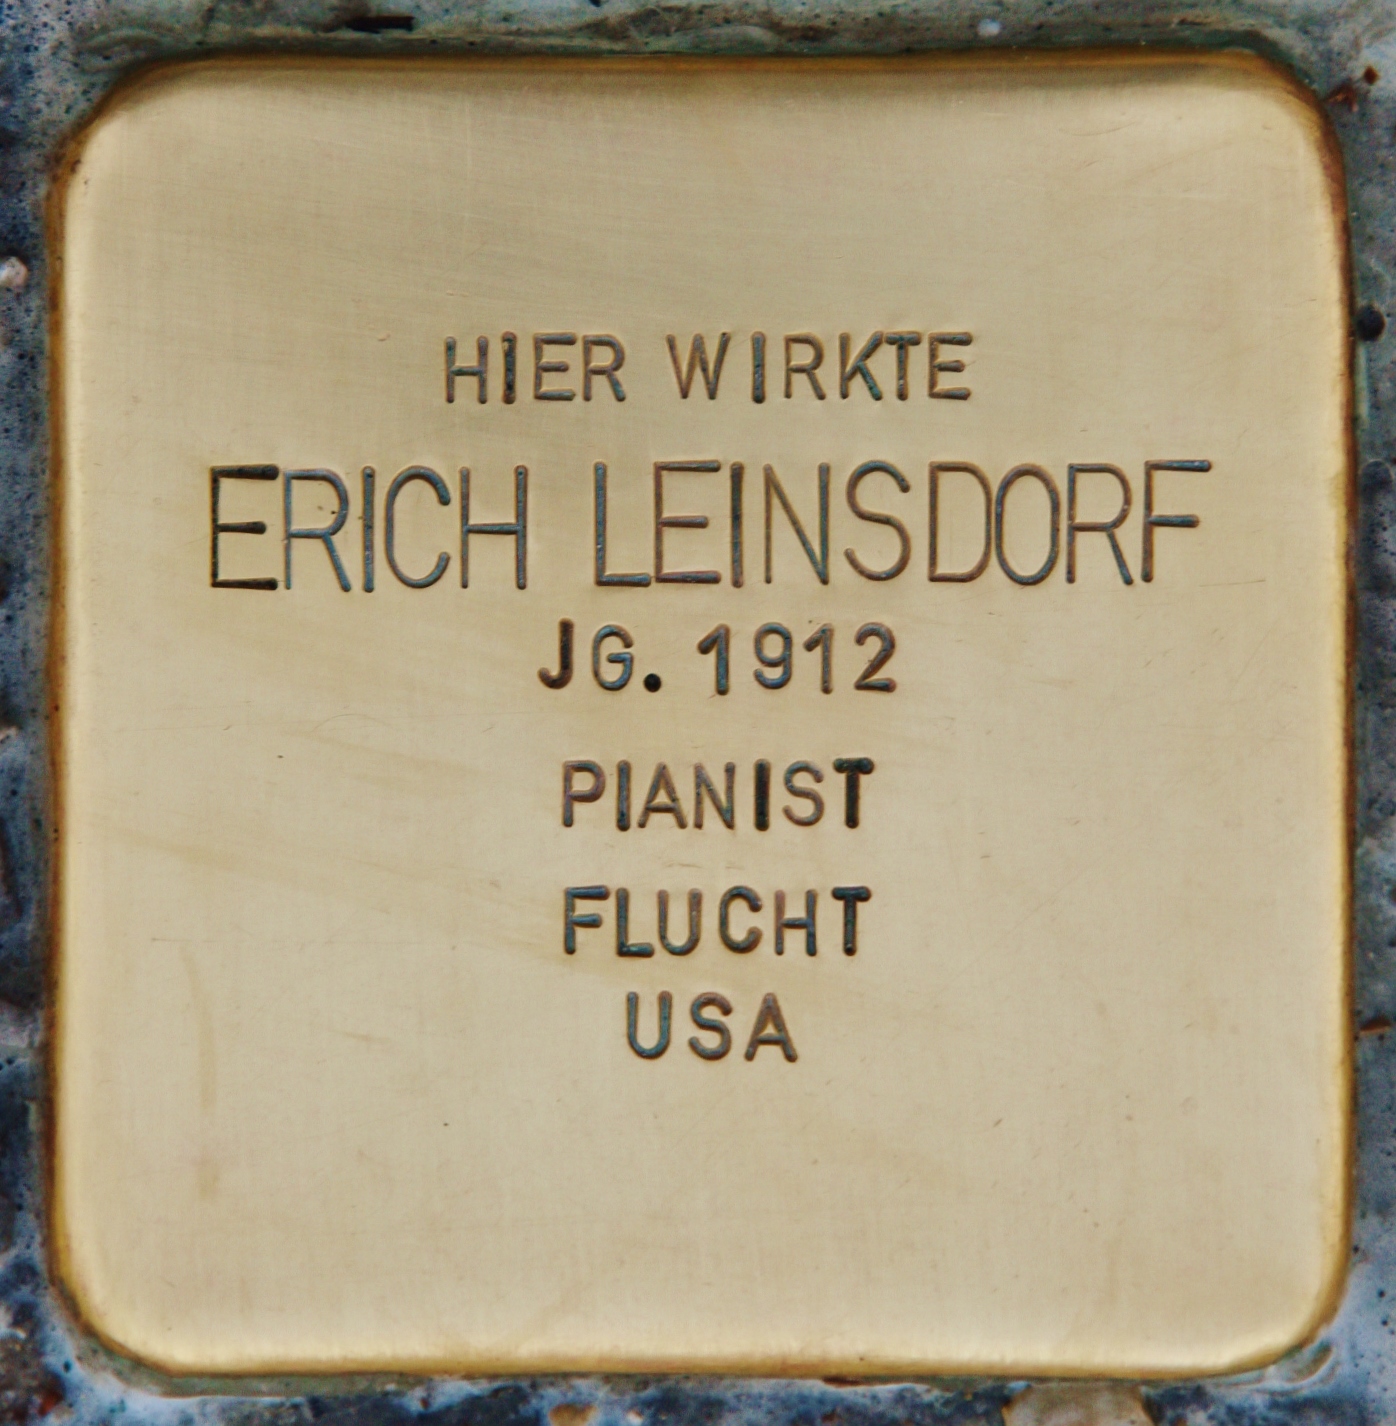 HIER WIRKTE
ERICH LEINSDORF
JG. 1912
PIANIST
FLUCHT
USA